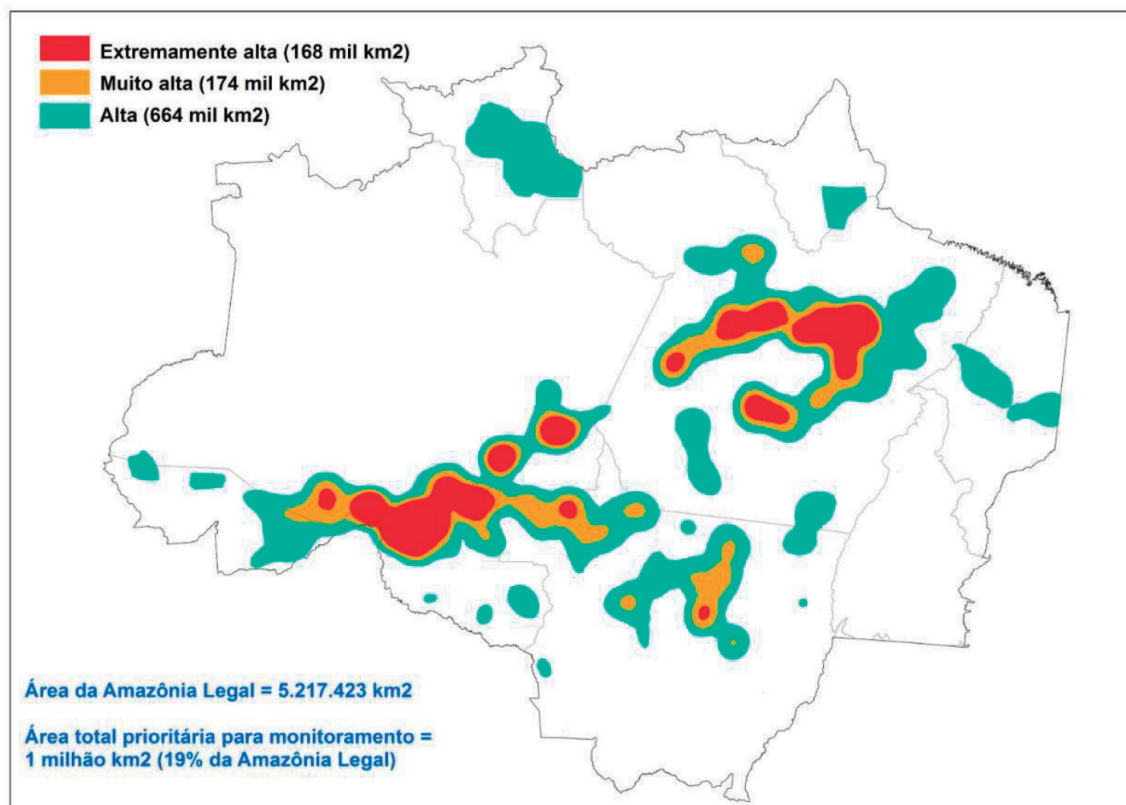 Extremamente alta (168 mil km2)
Muito alta (174 mil km2)
Alta (664 mil km2)
Área da Amazônia Legal = 5.217.423 km2
Área total prioritária para monitoramento =
1 milhão km2 (19% da Amazônia Legal)